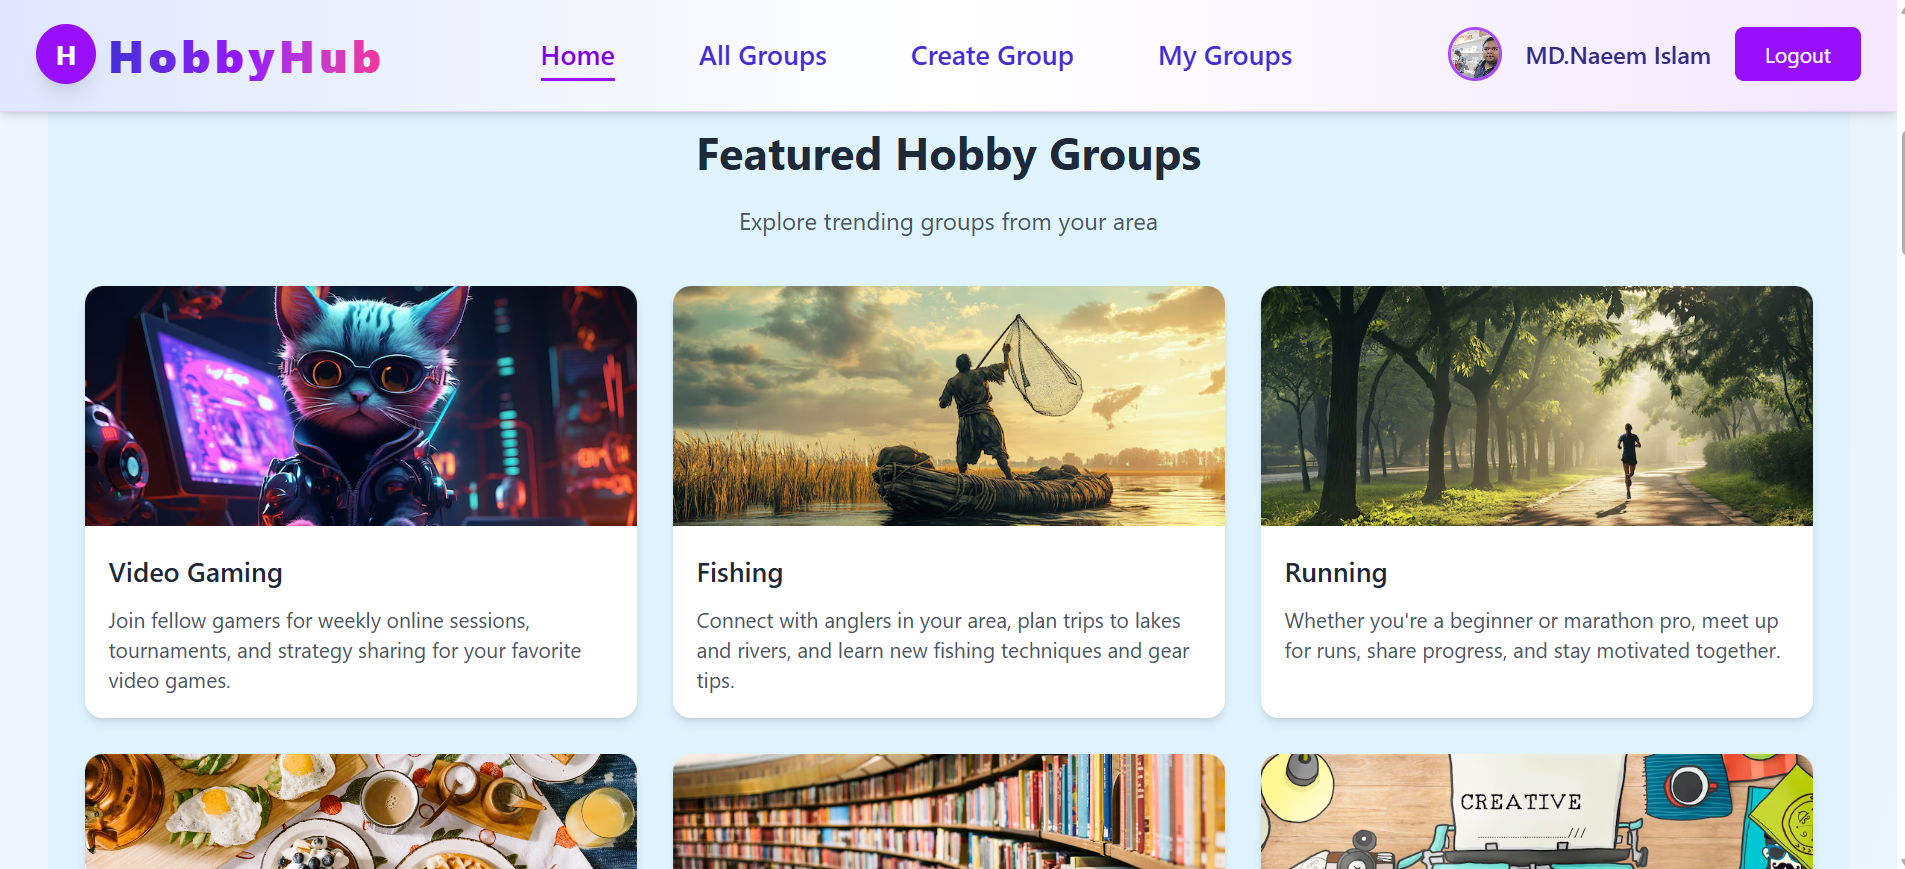 H HobbyHub Home All Groups Create Group My Groups MD.Naeem Islam Logout
Featured Hobby Groups
Explore trending groups from your area
Video Gaming
Join fellow gamers for weekly online sessions,
tournaments, and strategy sharing for your favorite
video games.
Fishing
Connect with anglers in your area, plan trips to lakes
and rivers, and learn new fishing techniques and gear
tips.
Running
Whether you're a beginner or marathon pro, meet up
for runs, share progress, and stay motivated together.
CREATIVE